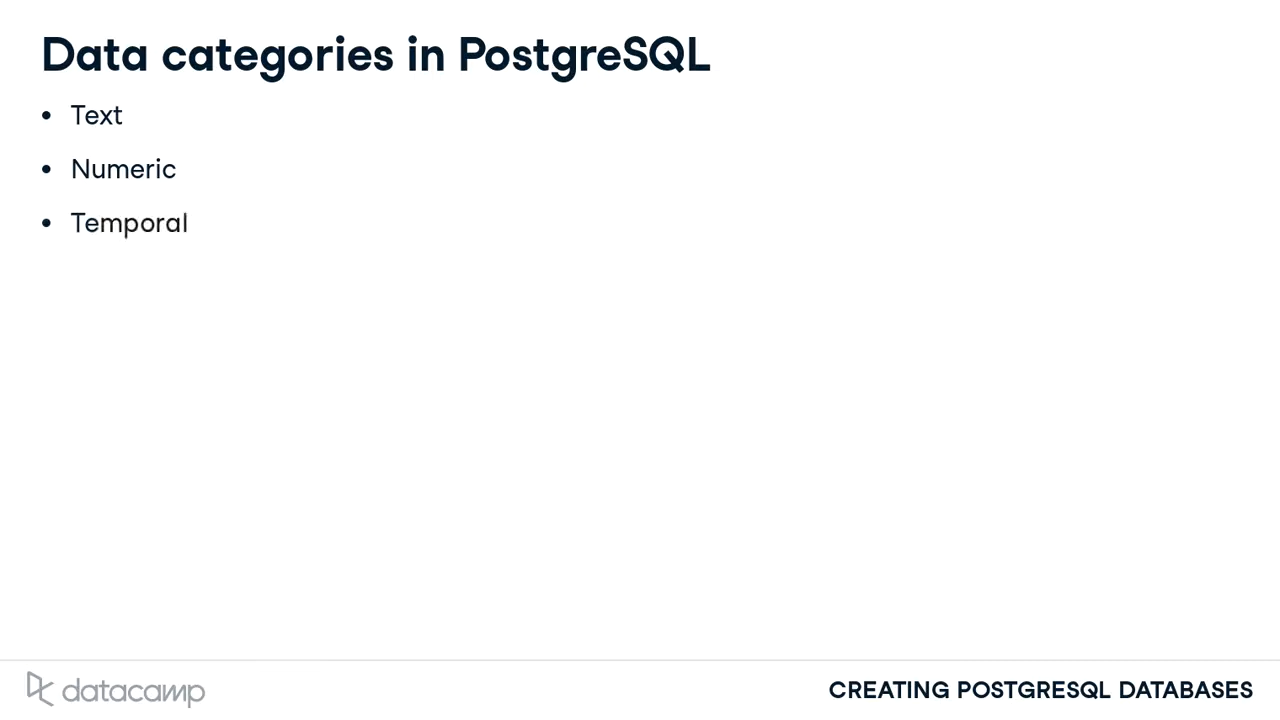 Data categories in PostgreSQL
• Text
• Numeric
• Temporal
datacamp
CREATING POSTGRESQL DATABASES